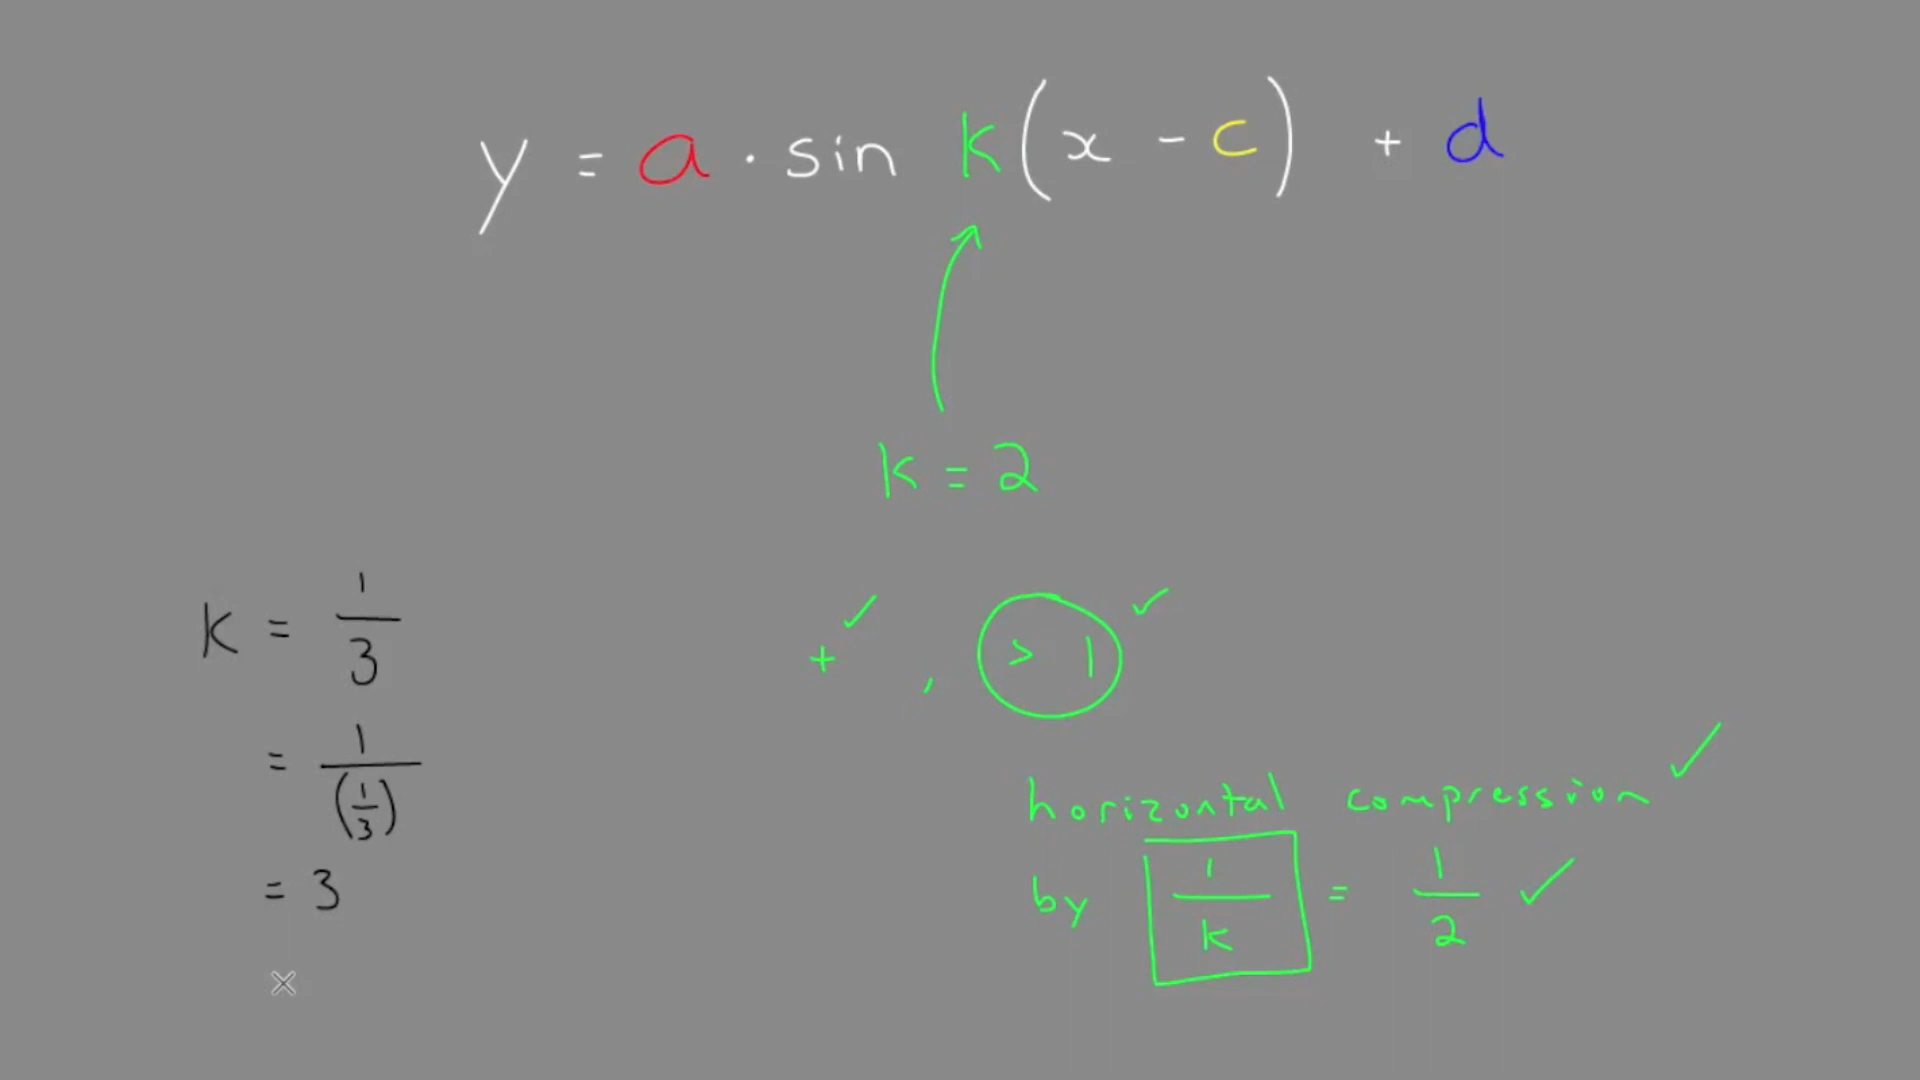 y = a · sin k(x - c) + d
k = 2
+ , > 1
horizontal compression
by 1/k = 1/2
k = 1/3
= 1/(1/3)
= 3